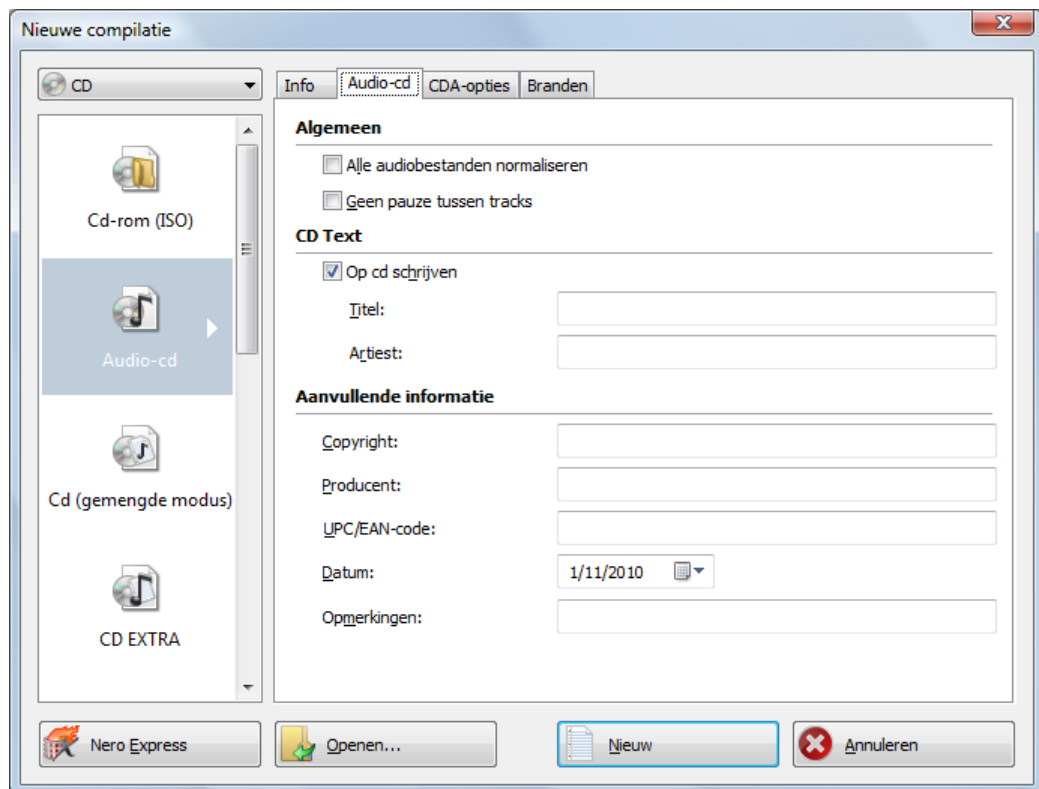 Nieuwe compilatie
CD
Cd-rom (ISO)
Audio-cd
Cd (gemengde modus)
CD EXTRA
Info
Audio-cd
CDA-opties
Branden
Algemeen
Alle audiobestanden normaliseren
Geen pauze tussen tracks
CD Text
Op cd schrijven
Titel:
Artiest:
Aanvullende informatie
Copyright:
Producent:
UPC/EAN-code:
Datum: 1/11/2010
Opmerkingen:
Nero Express
Openen...
Nieuw
Annuleren